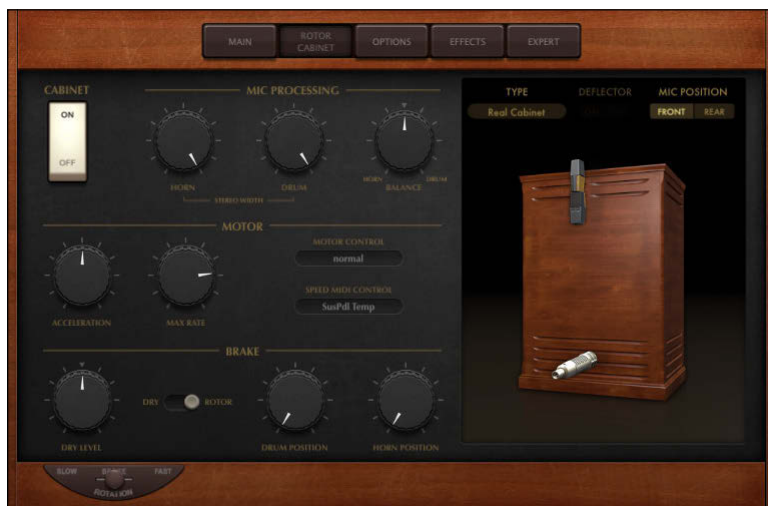 MAIN
ROTOR
CABINET
OPTIONS
EFFECTS
EXPERT
CABINET
ON
OFF
MIC PROCESSING
HORN
DRUM
HORN
DRUM
BALANCE
STEREO WIDTH
MOTOR
ACCELERATION
MAX RATE
MOTOR CONTROL
normal
SPEED MIDI CONTROL
SusPdl Temp
BRAKE
DRY LEVEL
DRY
ROTOR
DRUM POSITION
HORN POSITION
TYPE
DEFLECTOR
MIC POSITION
Real Cabinet
FRONT
REAR
SLOW
BRAKE
FAST
ROTATION